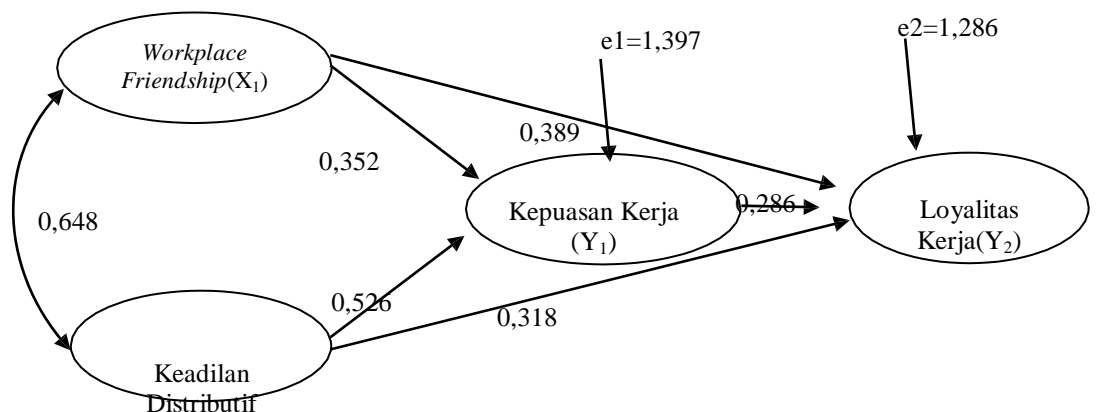 Workplace
Friendship(X₁)
e1=1,397
e2=1,286
0,389
0,352
0,648
Kepuasan Kerja
(Y₁)
0,286
Loyalitas
Kerja(Y₂)
0,526
0,318
Keadilan
Distributif